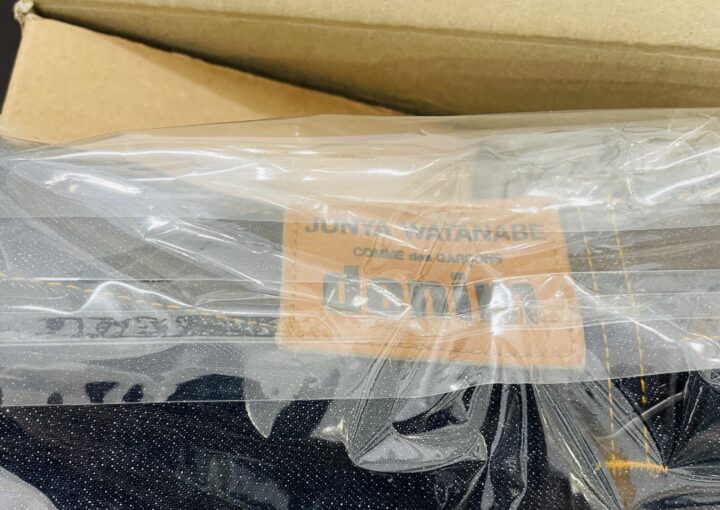 JUNYA WATANABE
COMME des GARÇONS
denim